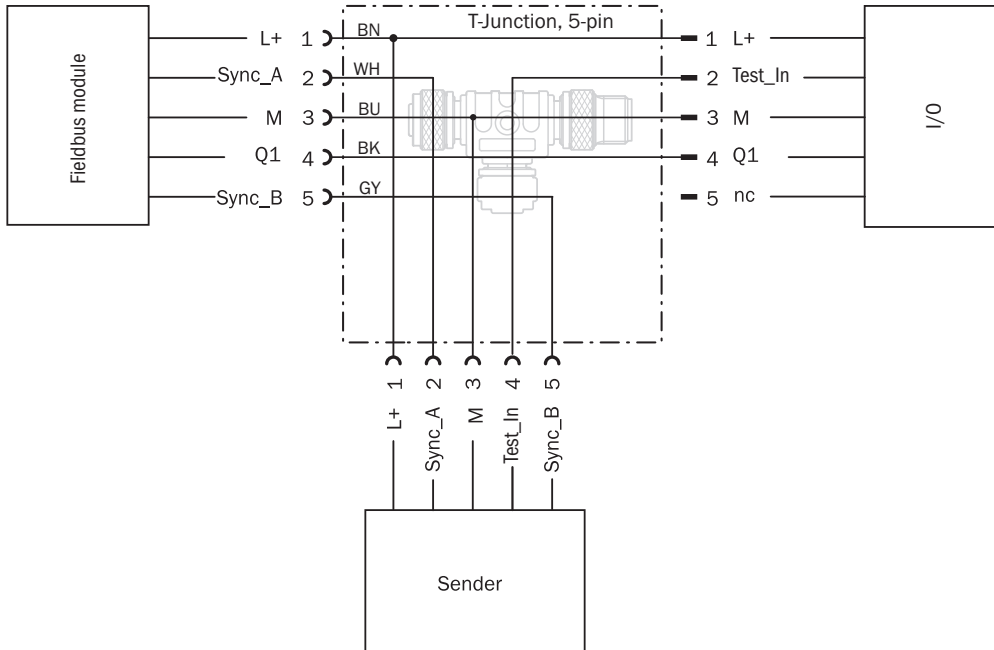 T-Junction, 5-pin
Fieldbus module
L+ 1 BN
Sync_A 2 WH
M 3 BU
Q1 4 BK
Sync_B 5 GY
1 L+
2 Test_In
3 M
4 Q1
5 nc
I/O
1 2 3 4 5
L+ Sync_A M Test_In Sync_B
Sender